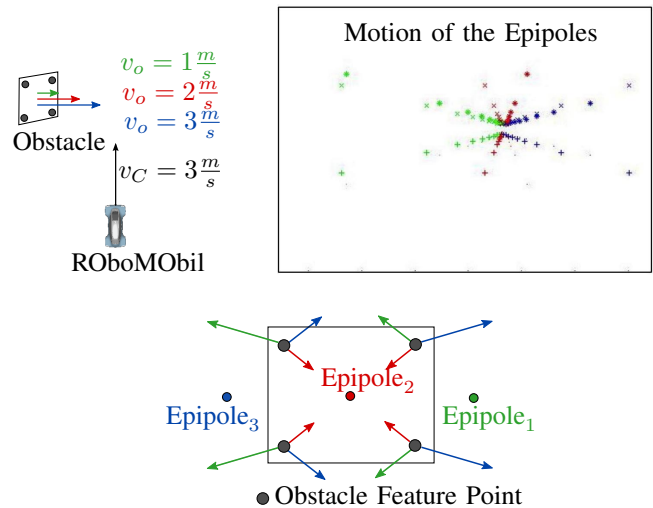 v_o = 1 m/s
v_o = 2 m/s
v_o = 3 m/s
Obstacle
v_C = 3 m/s
ROboMObil
Motion of the Epipoles
Epipole_2
Epipole_3
Epipole_1
Obstacle Feature Point